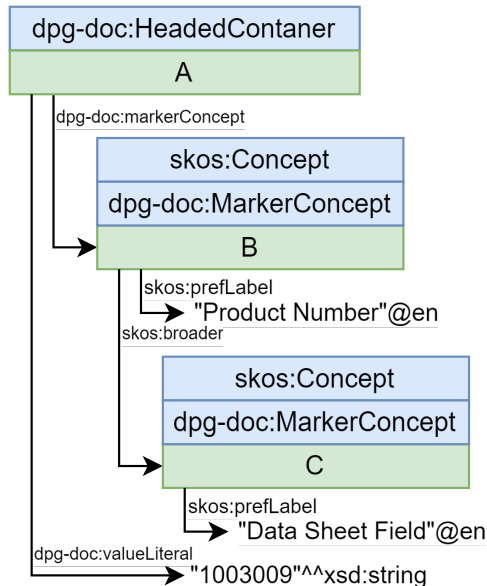 dpg-doc:HeadedContaner
A
dpg-doc:markerConcept
skos:Concept
dpg-doc:MarkerConcept
B
skos:prefLabel
"Product Number"@en
skos:broader
skos:Concept
dpg-doc:MarkerConcept
C
skos:prefLabel
"Data Sheet Field"@en
dpg-doc:valueLiteral
"1003009"^^xsd:string